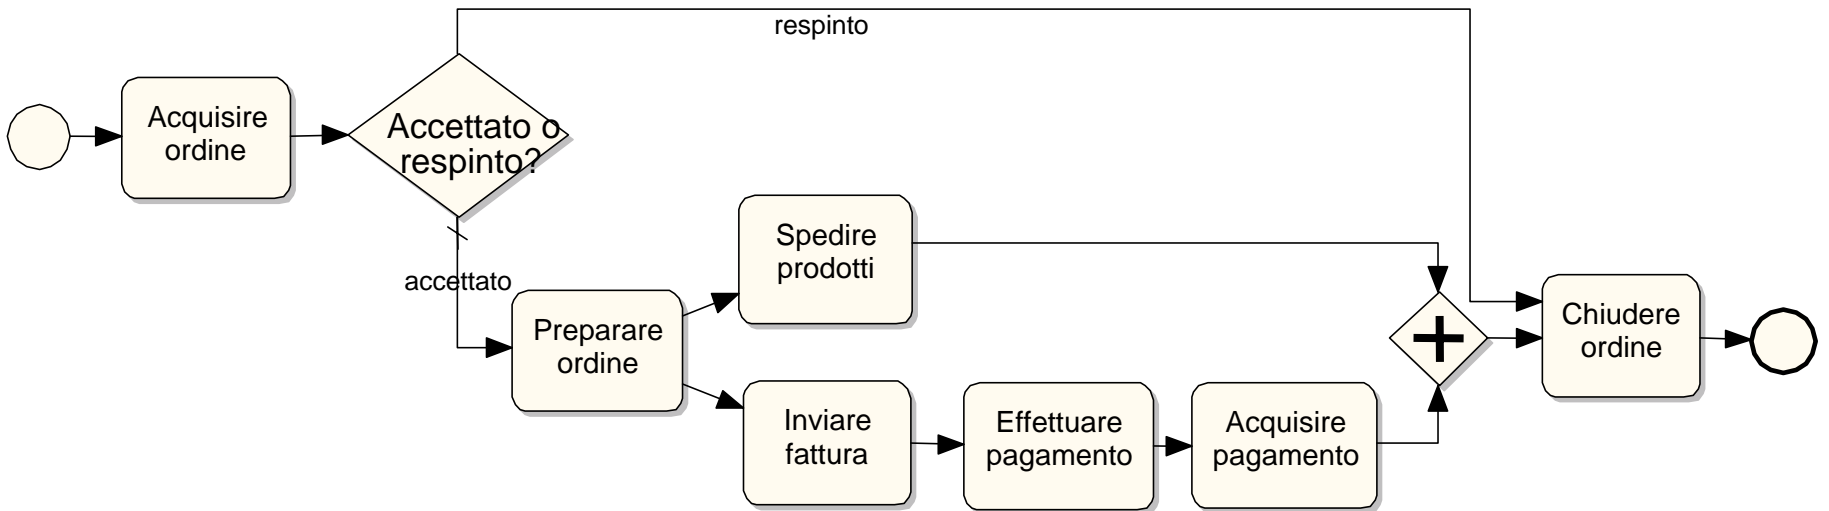 respinto
Acquisire
ordine
Accettato o
respinto?
accettato
Spedire
prodotti
Preparare
ordine
Chiudere
ordine
Inviare
fattura
Effettuare
pagamento
Acquisire
pagamento